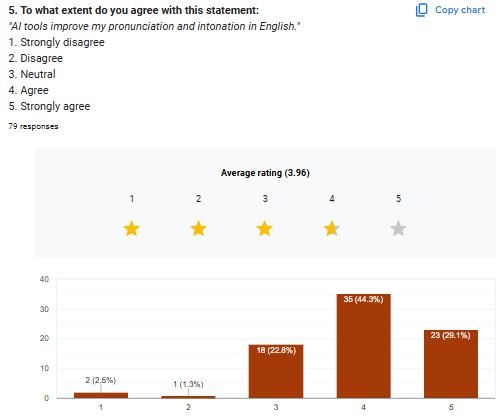 5. To what extent do you agree with this statement:
Copy chart
"AI tools improve my pronunciation and intonation in English."
1. Strongly disagree
2. Disagree
3. Neutral
4. Agree
5. Strongly agree
79 responses
Average rating (3.96)
1 2 3 4 5
40
30
20
10
0
2 (2.5%)
1 (1.3%)
18 (22.8%)
35 (44.3%)
23 (29.1%)
1 2 3 4 5